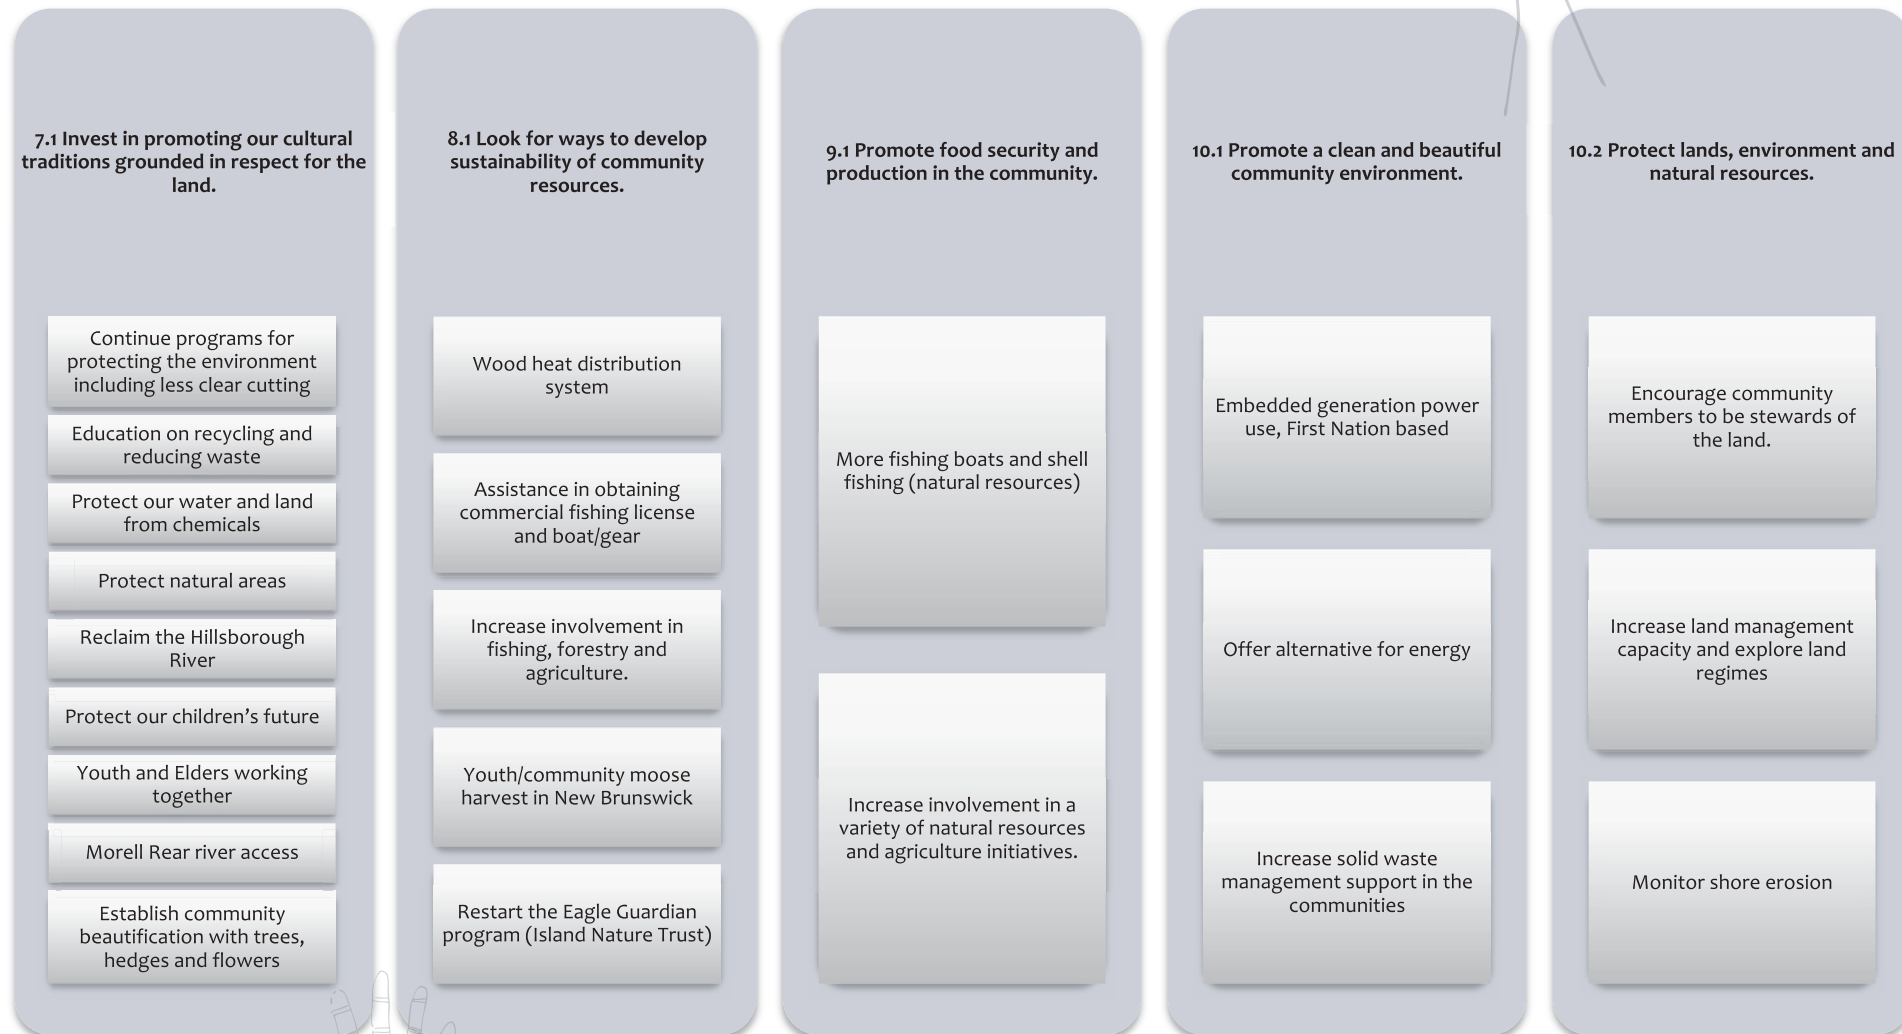 7.1 Invest in promoting our cultural
traditions grounded in respect for the
land.
Continue programs for
protecting the environment
including less clear cutting
Education on recycling and
reducing waste
Protect our water and land
from chemicals
Protect natural areas
Reclaim the Hillsborough
River
Protect our children’s future
Youth and Elders working
together
Morell Rear river access
Establish community
beautification with trees,
hedges and flowers
8.1 Look for ways to develop
sustainability of community
resources.
Wood heat distribution
system
Assistance in obtaining
commercial fishing license
and boat/gear
Increase involvement in
fishing, forestry and
agriculture.
Youth/community moose
harvest in New Brunswick
Restart the Eagle Guardian
program (Island Nature Trust)
9.1 Promote food security and
production in the community.
More fishing boats and shell
fishing (natural resources)
Increase involvement in a
variety of natural resources
and agriculture initiatives.
10.1 Promote a clean and beautiful
community environment.
Embedded generation power
use, First Nation based
Offer alternative for energy
Increase solid waste
management support in the
communities
10.2 Protect lands, environment and
natural resources.
Encourage community
members to be stewards of
the land.
Increase land management
capacity and explore land
regimes
Monitor shore erosion